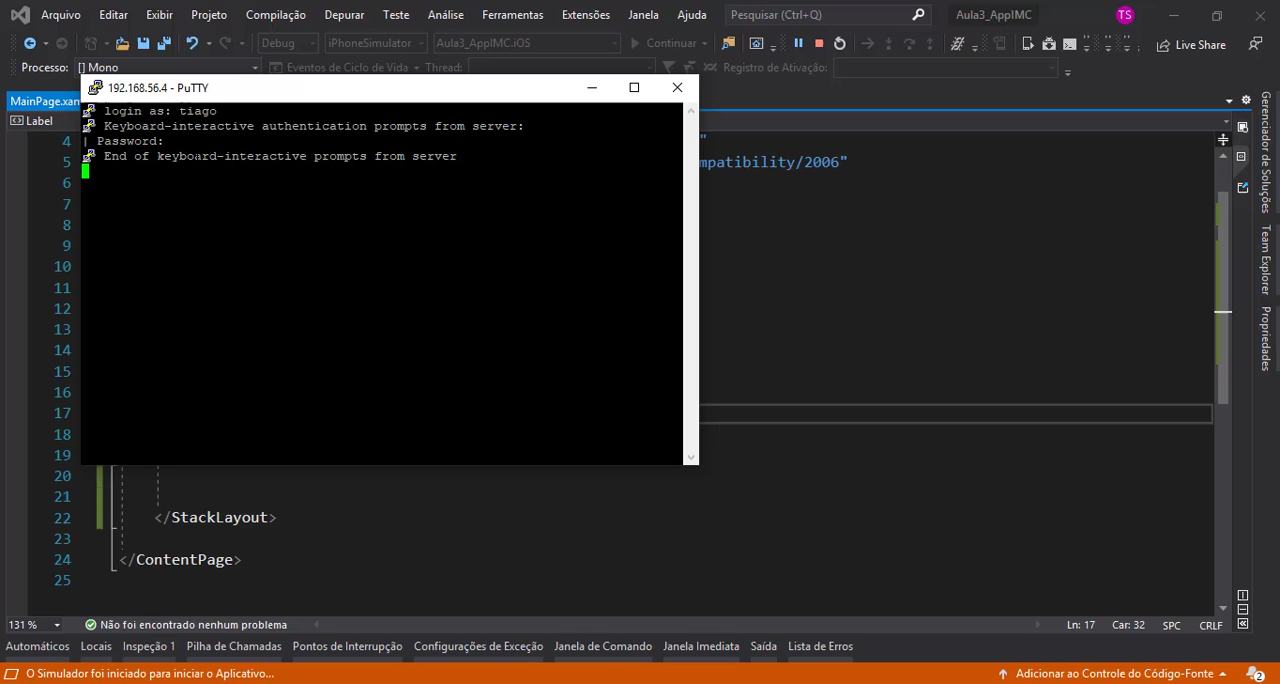 Arquivo Editar Exibir Projeto Compilação Depurar Teste Análise Ferramentas Extensões Janela Ajuda Pesquisar (Ctrl+Q) Aula3_AppIMC TS
Debug iPhoneSimulator Aula3_AppIMC.iOS Continuar Live Share
Processo: [] Mono Eventos de Ciclo de Vida Thread: Registro de Ativação:
192.168.56.4 - PuTTY
MainPage.xan
Label
login as: tiago
Keyboard-interactive authentication prompts from server:
| Password:
End of keyboard-interactive prompts from server
4 "
5 mpatibility/2006"
6
7
8
9
10
11
12
13
14
15
16
17
18
19
20
21
22 </StackLayout>
23
24 </ContentPage>
25
Gerenciador de Soluções
Team Explorer
Propriedades
131 % Não foi encontrado nenhum problema Ln: 17 Car: 32 SPC CRLF
Automáticos Locais Inspeção 1 Pilha de Chamadas Pontos de Interrupção Configurações de Exceção Janela de Comando Janela Imediata Saída Lista de Erros
O Simulador foi iniciado para iniciar o Aplicativo... Adicionar ao Controle do Código-Fonte 2